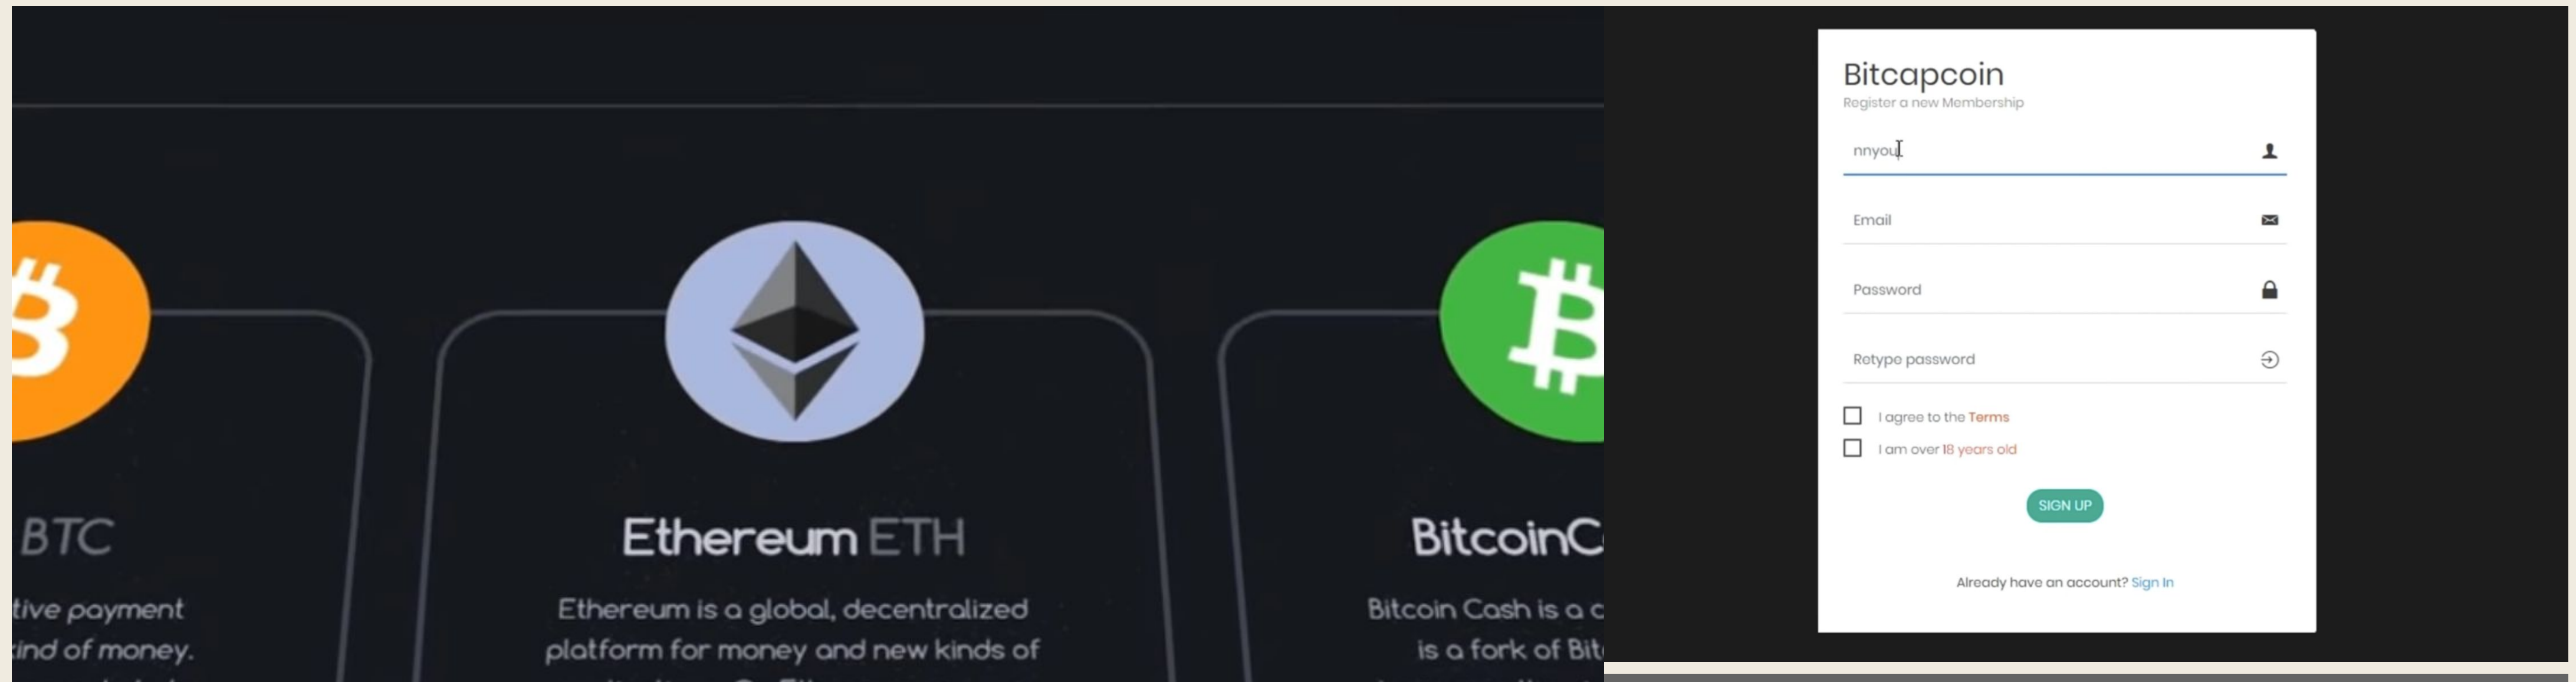 BTC
tive payment
ind of money.
Ethereum ETH
Ethereum is a global, decentralized
platform for money and new kinds of
BitcoinC
Bitcoin Cash is a c
is a fork of Bit
Bitcapcoin
Register a new Membership
nnyou
Email
Password
Retype password
I agree to the Terms
I am over 18 years old
SIGN UP
Already have an account? Sign In